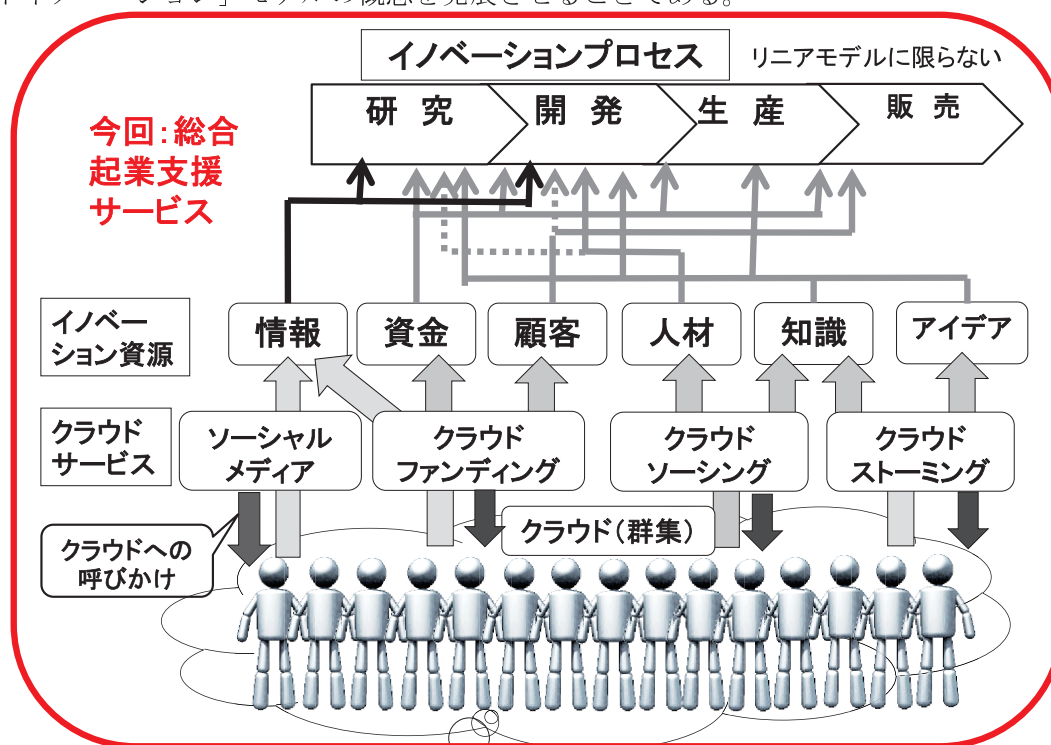 イノベーションプロセス
リニアモデルに限らない
研究
開発
生産
販売
今回:総合
起業支援
サービス
イノベー
ション資源
情報
資金
顧客
人材
知識
アイデア
クラウド
サービス
ソーシャル
メディア
クラウド
ファンディング
クラウド
ソーシング
クラウド
ストーミング
クラウドへの
呼びかけ
クラウド(群集)